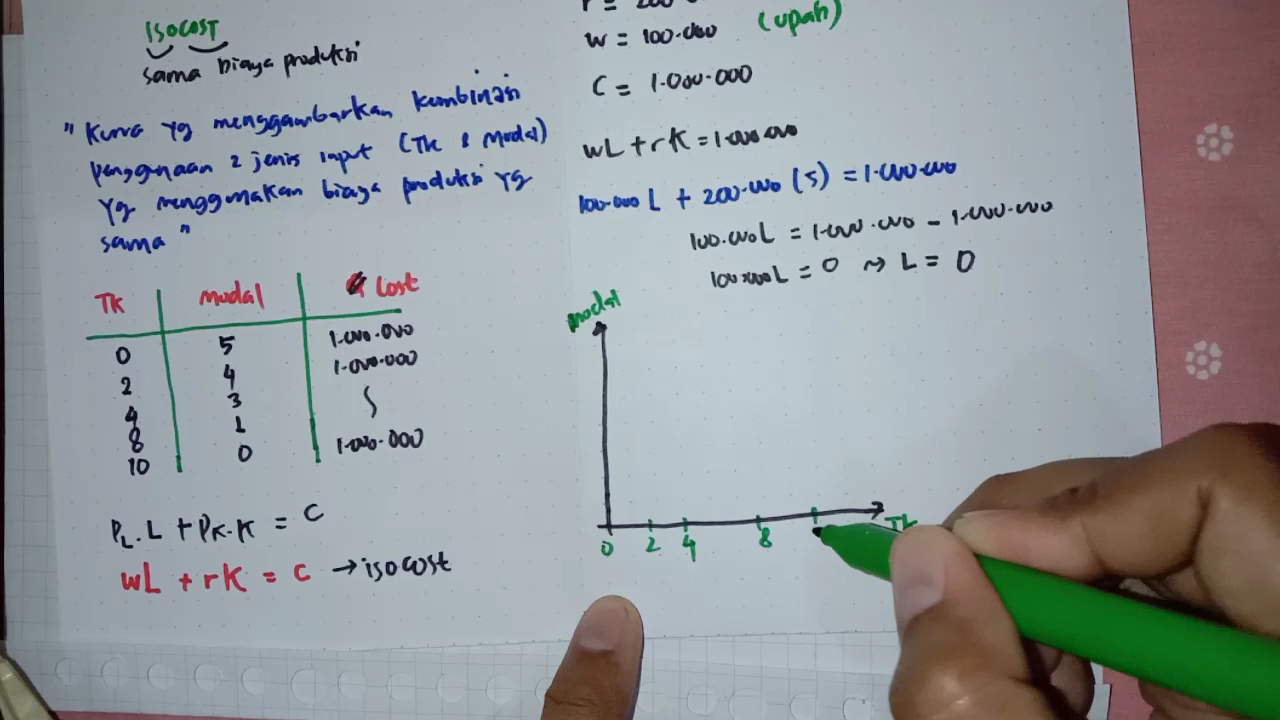 Isocost
sama biaya produksi
" Kurva yg menggambarkan kombinasi
penggunaan 2 jenis input (Tk & Modal)
Yg menggunakan biaya produksi yg
sama "
TK Modal Cost
0 5 1.000.000
2 4 1.000.000
4 3
8 1
10 0 1.000.000
PL.L + PK.K = C
wL + rK = C → isocost
r = 200
w = 100.000 (upah)
C = 1.000.000
wL + rK = 1.000.000
100.000 L + 200.000 (5) = 1.000.000
100.000L = 1.000.000 - 1.000.000
100.000L = 0 ~> L = 0
modal
0 2 4 8
TK